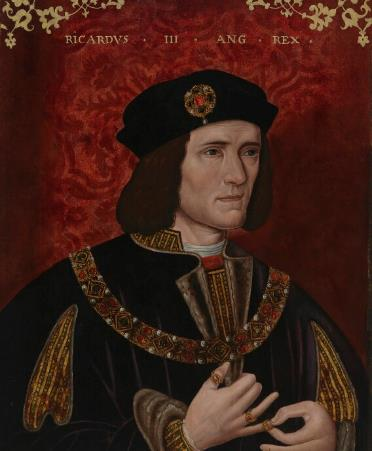 RICARDVS · III · ANG · REX ·